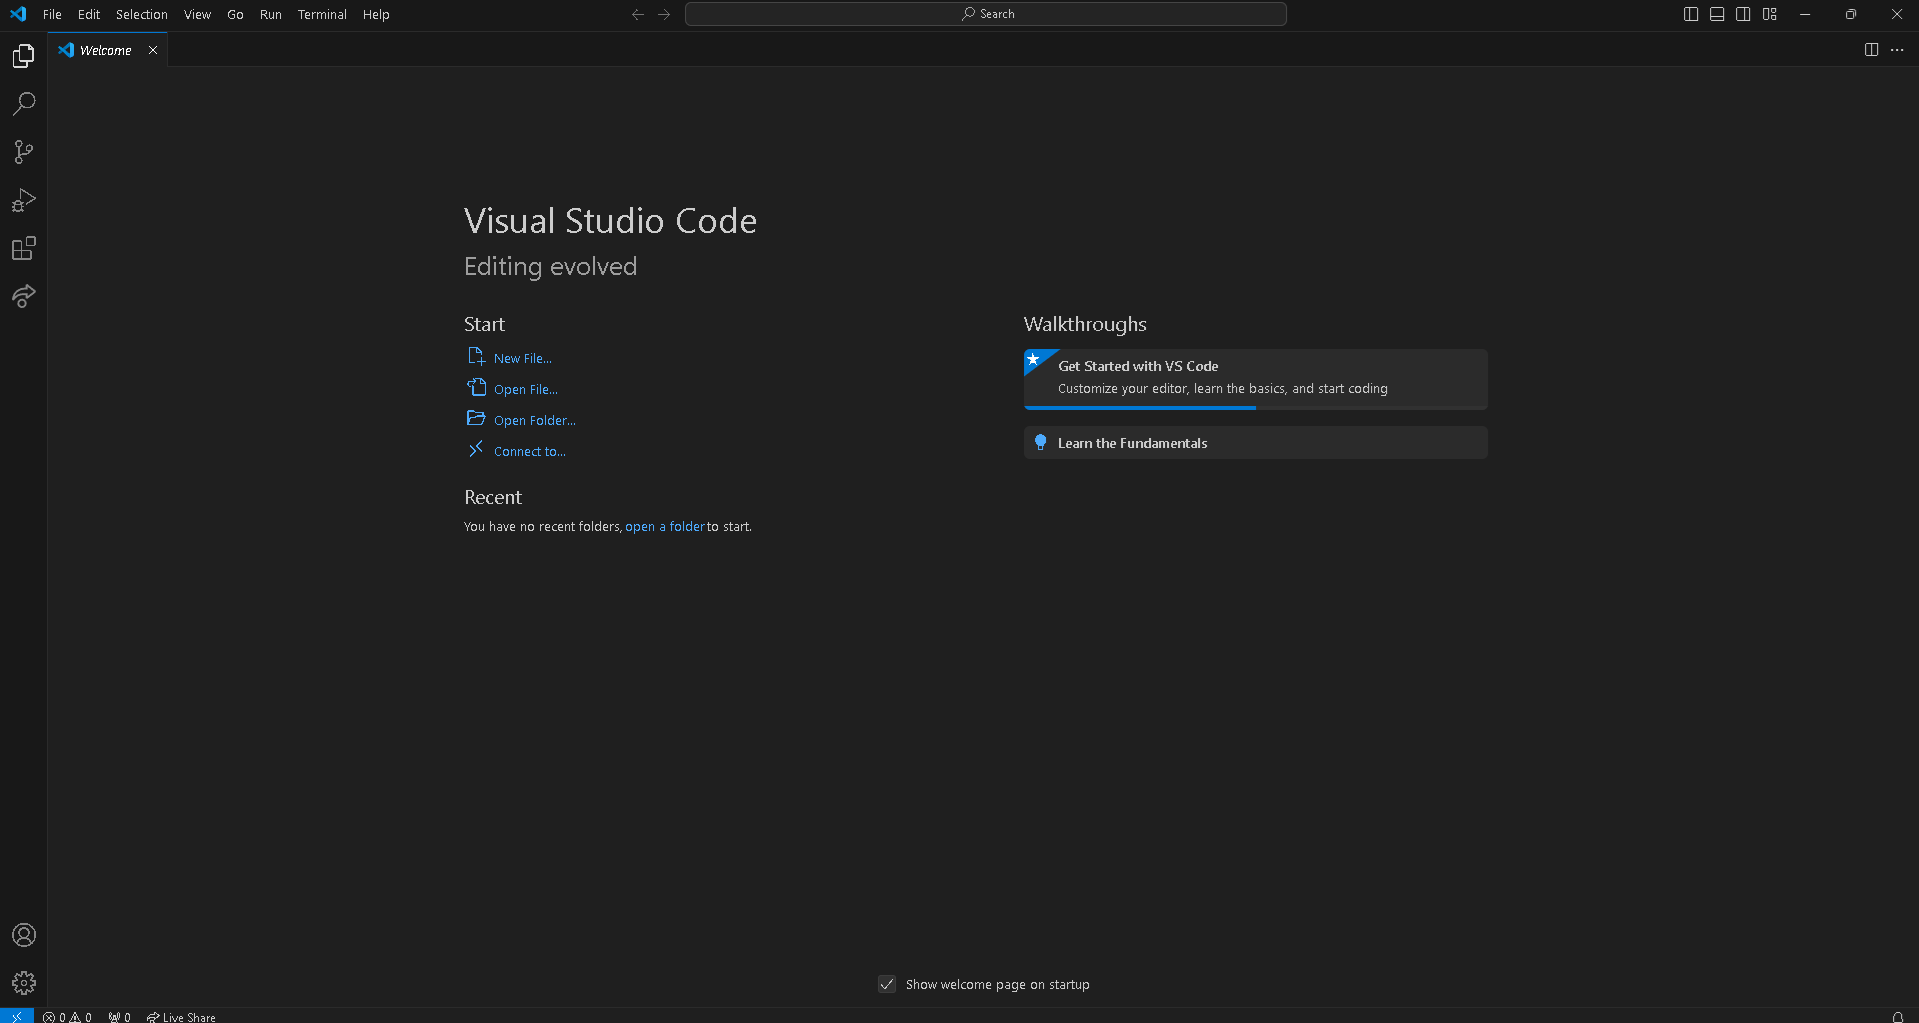 File Edit Selection View Go Run Terminal Help
Search
Welcome
Visual Studio Code
Editing evolved
Start
New File...
Open File...
Open Folder...
Connect to...
Recent
You have no recent folders, open a folder to start.
Walkthroughs
Get Started with VS Code
Customize your editor, learn the basics, and start coding
Learn the Fundamentals
Show welcome page on startup
0 0 0 Live Share